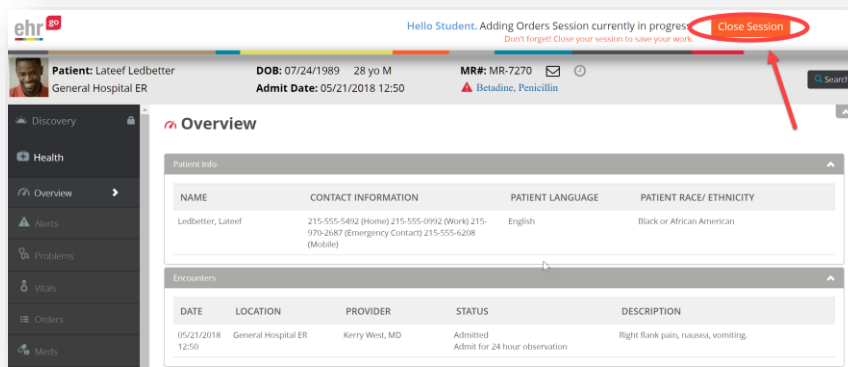 ehr go
Hello Student. Adding Orders Session currently in progress
Don't forget! Close your session to save your work.
Close Session
Patient: Lateef Ledbetter
DOB: 07/24/1989 28 yo M
MR#: MR-7270
General Hospital ER
Admit Date: 05/21/2018 12:50
Betadine, Penicillin
Search
Discovery
Health
Overview
Alerts
Problems
Vitals
Orders
Meds
Overview
Patient Info
NAME CONTACT INFORMATION PATIENT LANGUAGE PATIENT RACE/ ETHNICITY
Ledbetter, Lateef 215-555-5492 (Home) 215-555-0992 (Work) 215- English Black or African American
970-2687 (Emergency Contact) 215-555-6208
(Mobile)
Encounters
DATE LOCATION PROVIDER STATUS DESCRIPTION
05/21/2018 General Hospital ER Kerry West, MD Admitted Right flank pain, nausea, vomiting.
12:50 Admit for 24 hour observation